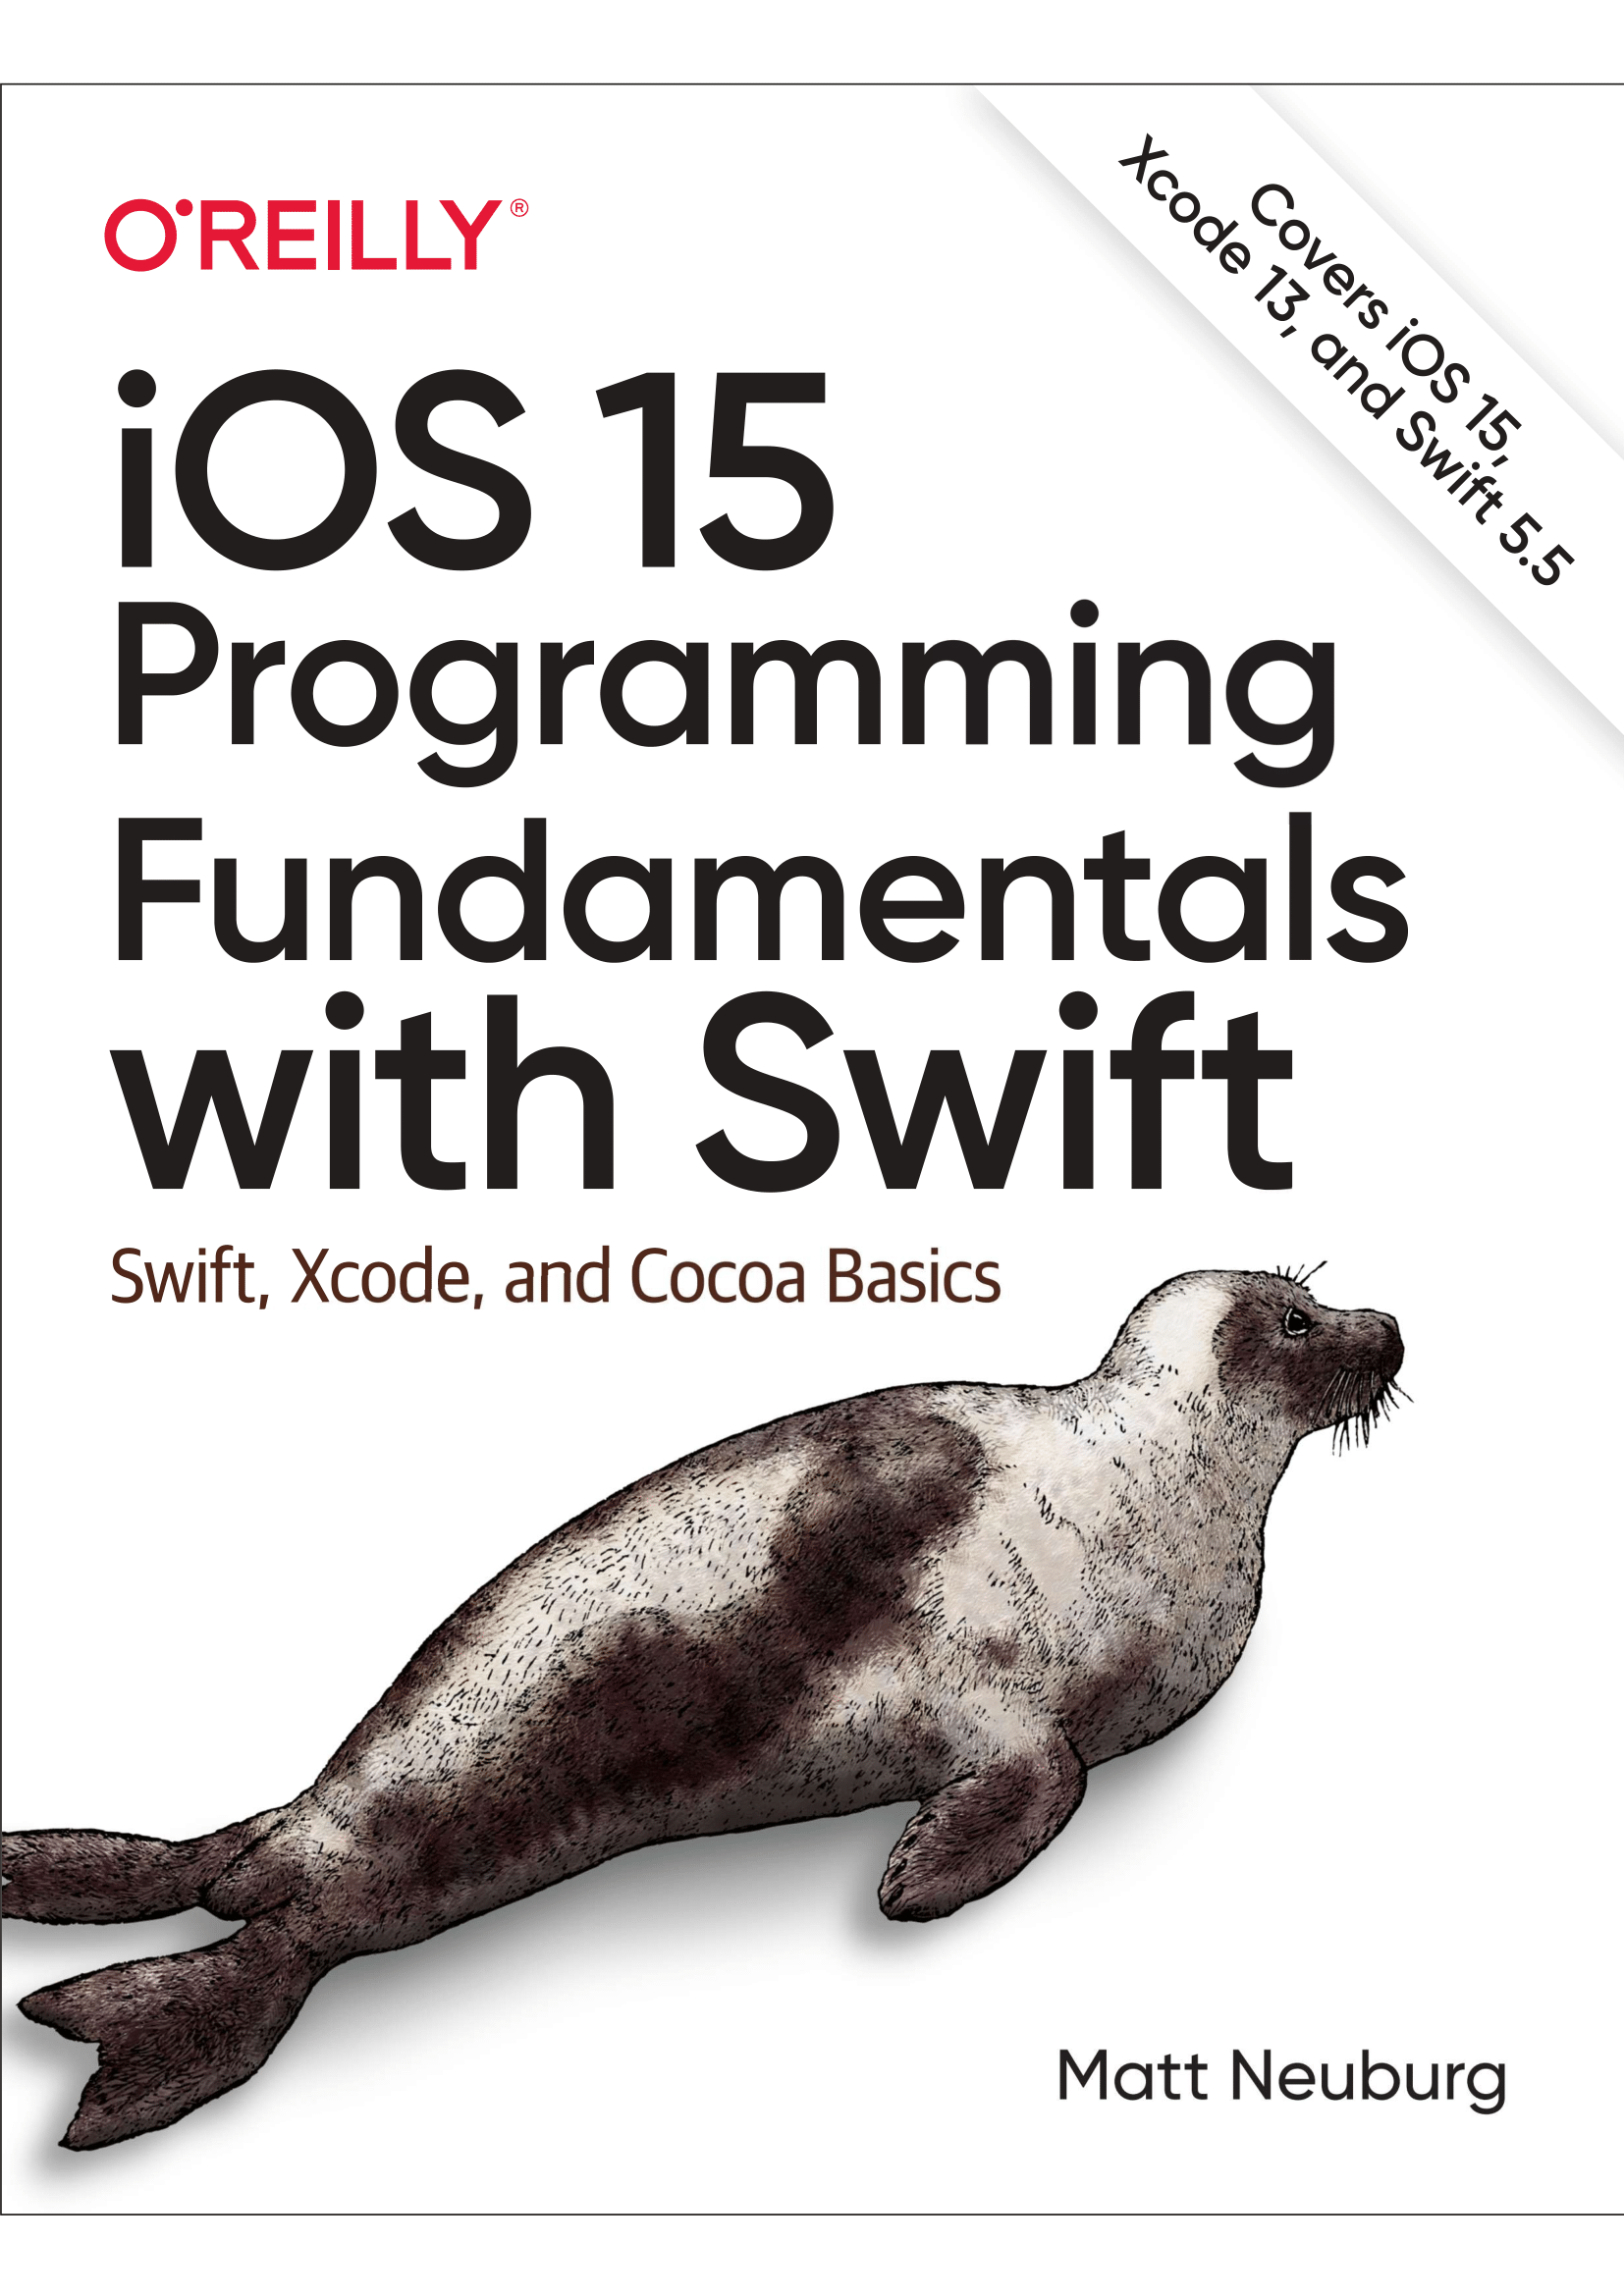 O'REILLY®
Covers iOS 15,
Xcode 13, and Swift 5.5
iOS 15
Programming
Fundamentals
with Swift
Swift, Xcode, and Cocoa Basics
Matt Neuburg